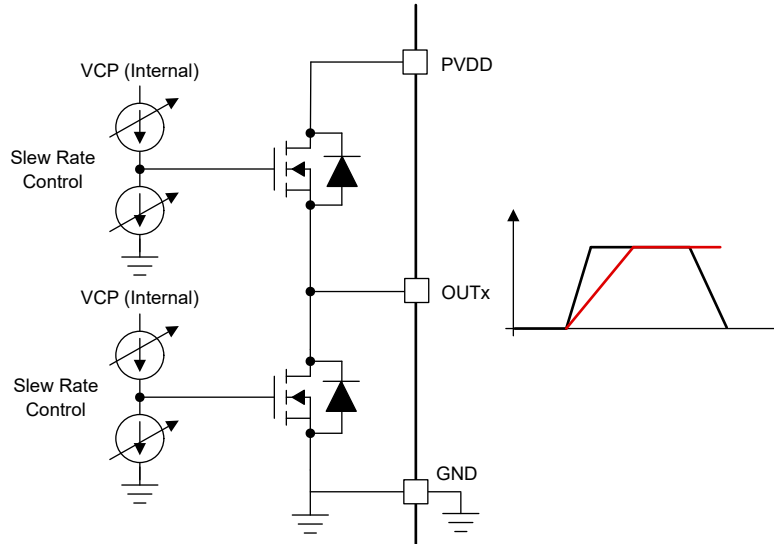 VCP (Internal)
PVDD
Slew Rate
Control
OUTx
VCP (Internal)
Slew Rate
Control
GND